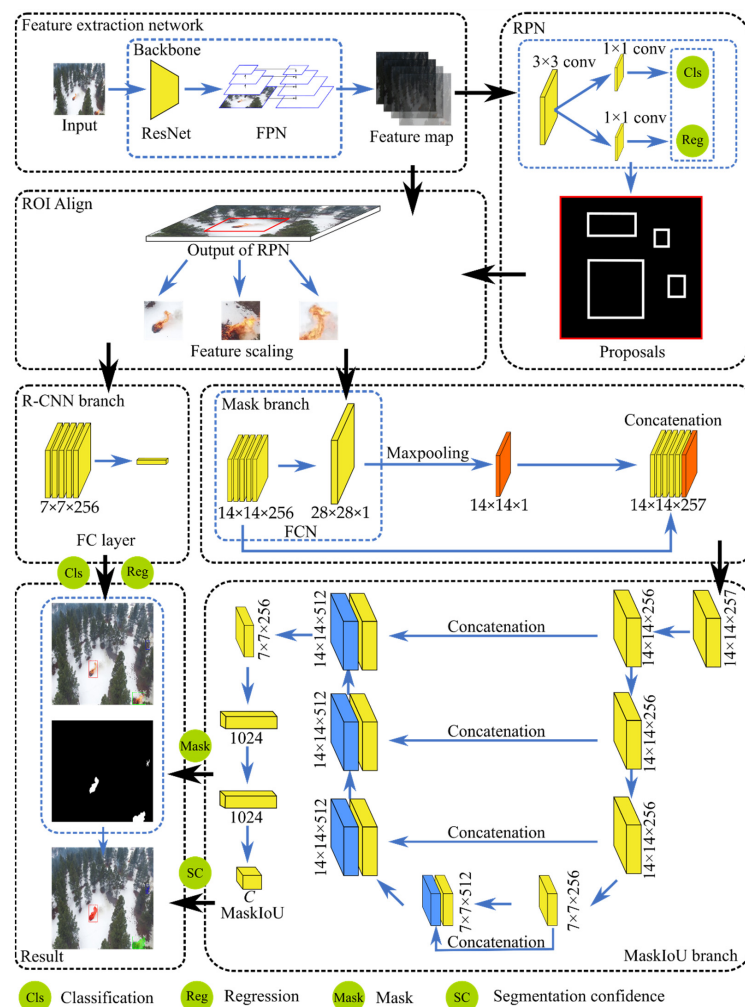 Feature extraction network
Backbone
Input
ResNet
FPN
Feature map
RPN
1×1 conv
3×3 conv
Cls
1×1 conv
Reg
Proposals
ROI Align
Output of RPN
Feature scaling
R-CNN branch
7×7×256
FC layer
Mask branch
14×14×256
28×28×1
FCN
Maxpooling
14×14×1
Concatenation
14×14×257
Cls
Reg
Mask
SC
Result
14×14×257
14×14×256
Concatenation
14×14×512
7×7×256
14×14×256
Concatenation
14×14×512
1024
14×14×256
Concatenation
14×14×512
1024
7×7×256
7×7×512
Concatenation
C
MaskIoU
MaskIoU branch
Cls Classification
Reg Regression
Mask Mask
SC Segmentation confidence